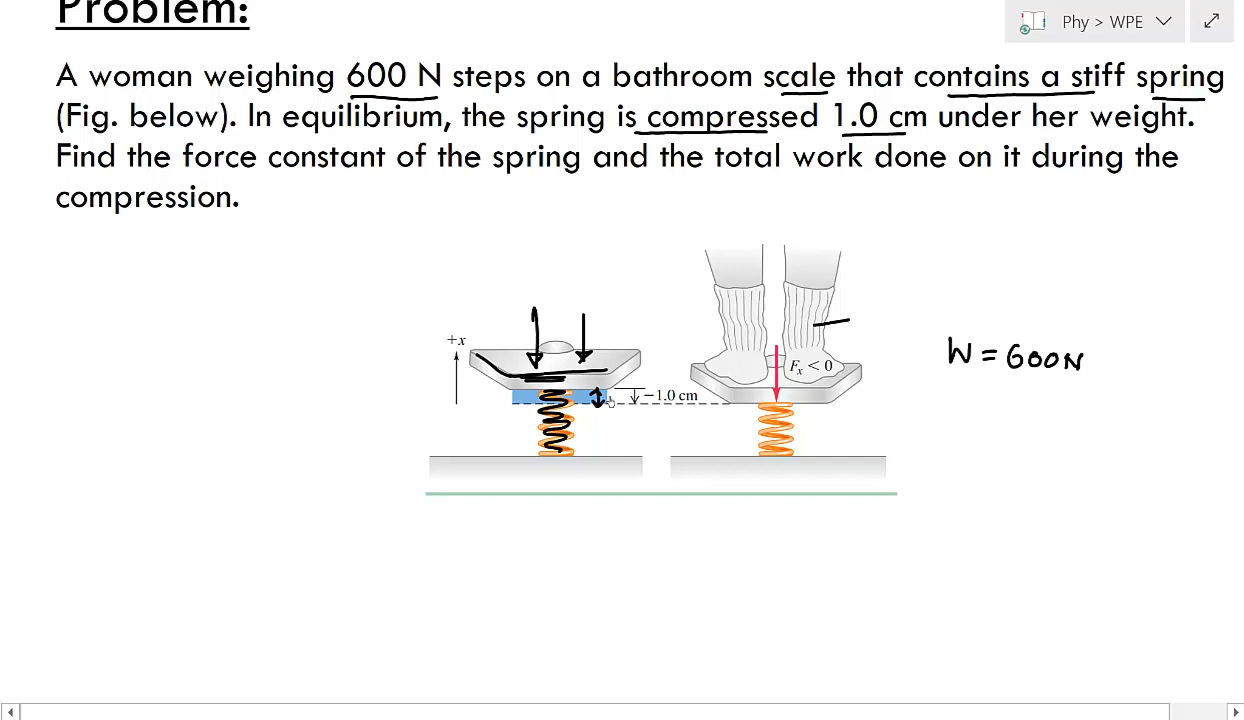 Problem:
Phy > WPE
A woman weighing 600 N steps on a bathroom scale that contains a stiff spring
(Fig. below). In equilibrium, the spring is compressed 1.0 cm under her weight.
Find the force constant of the spring and the total work done on it during the
compression.
+x
W = 600N
Fx < 0
−1.0 cm